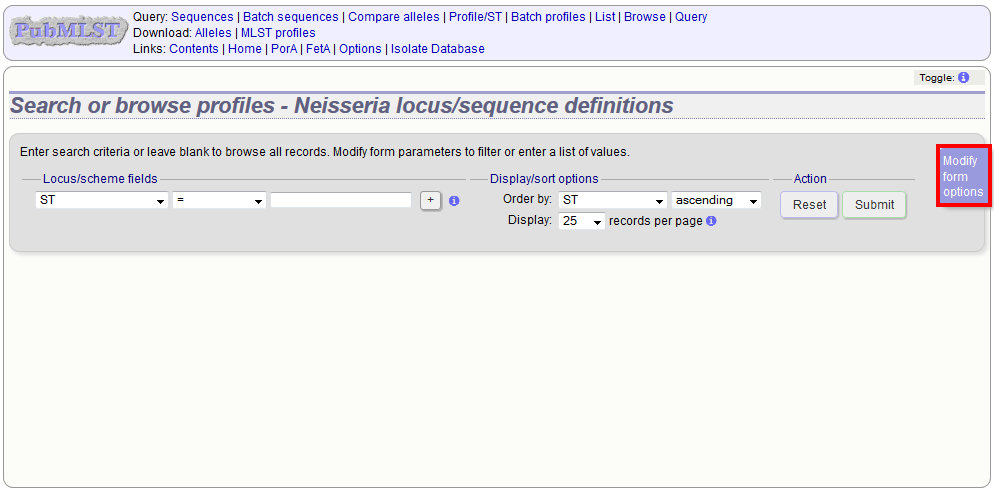 PubMLST
Query: Sequences | Batch sequences | Compare alleles | Profile/ST | Batch profiles | List | Browse | Query
Download: Alleles | MLST profiles
Links: Contents | Home | PorA | FetA | Options | Isolate Database
Toggle: i
Search or browse profiles - Neisseria locus/sequence definitions
Enter search criteria or leave blank to browse all records. Modify form parameters to filter or enter a list of values.
Modify
form
options
Locus/scheme fields
ST = + i
Display/sort options
Order by: ST ascending
Display: 25 records per page i
Action
Reset Submit